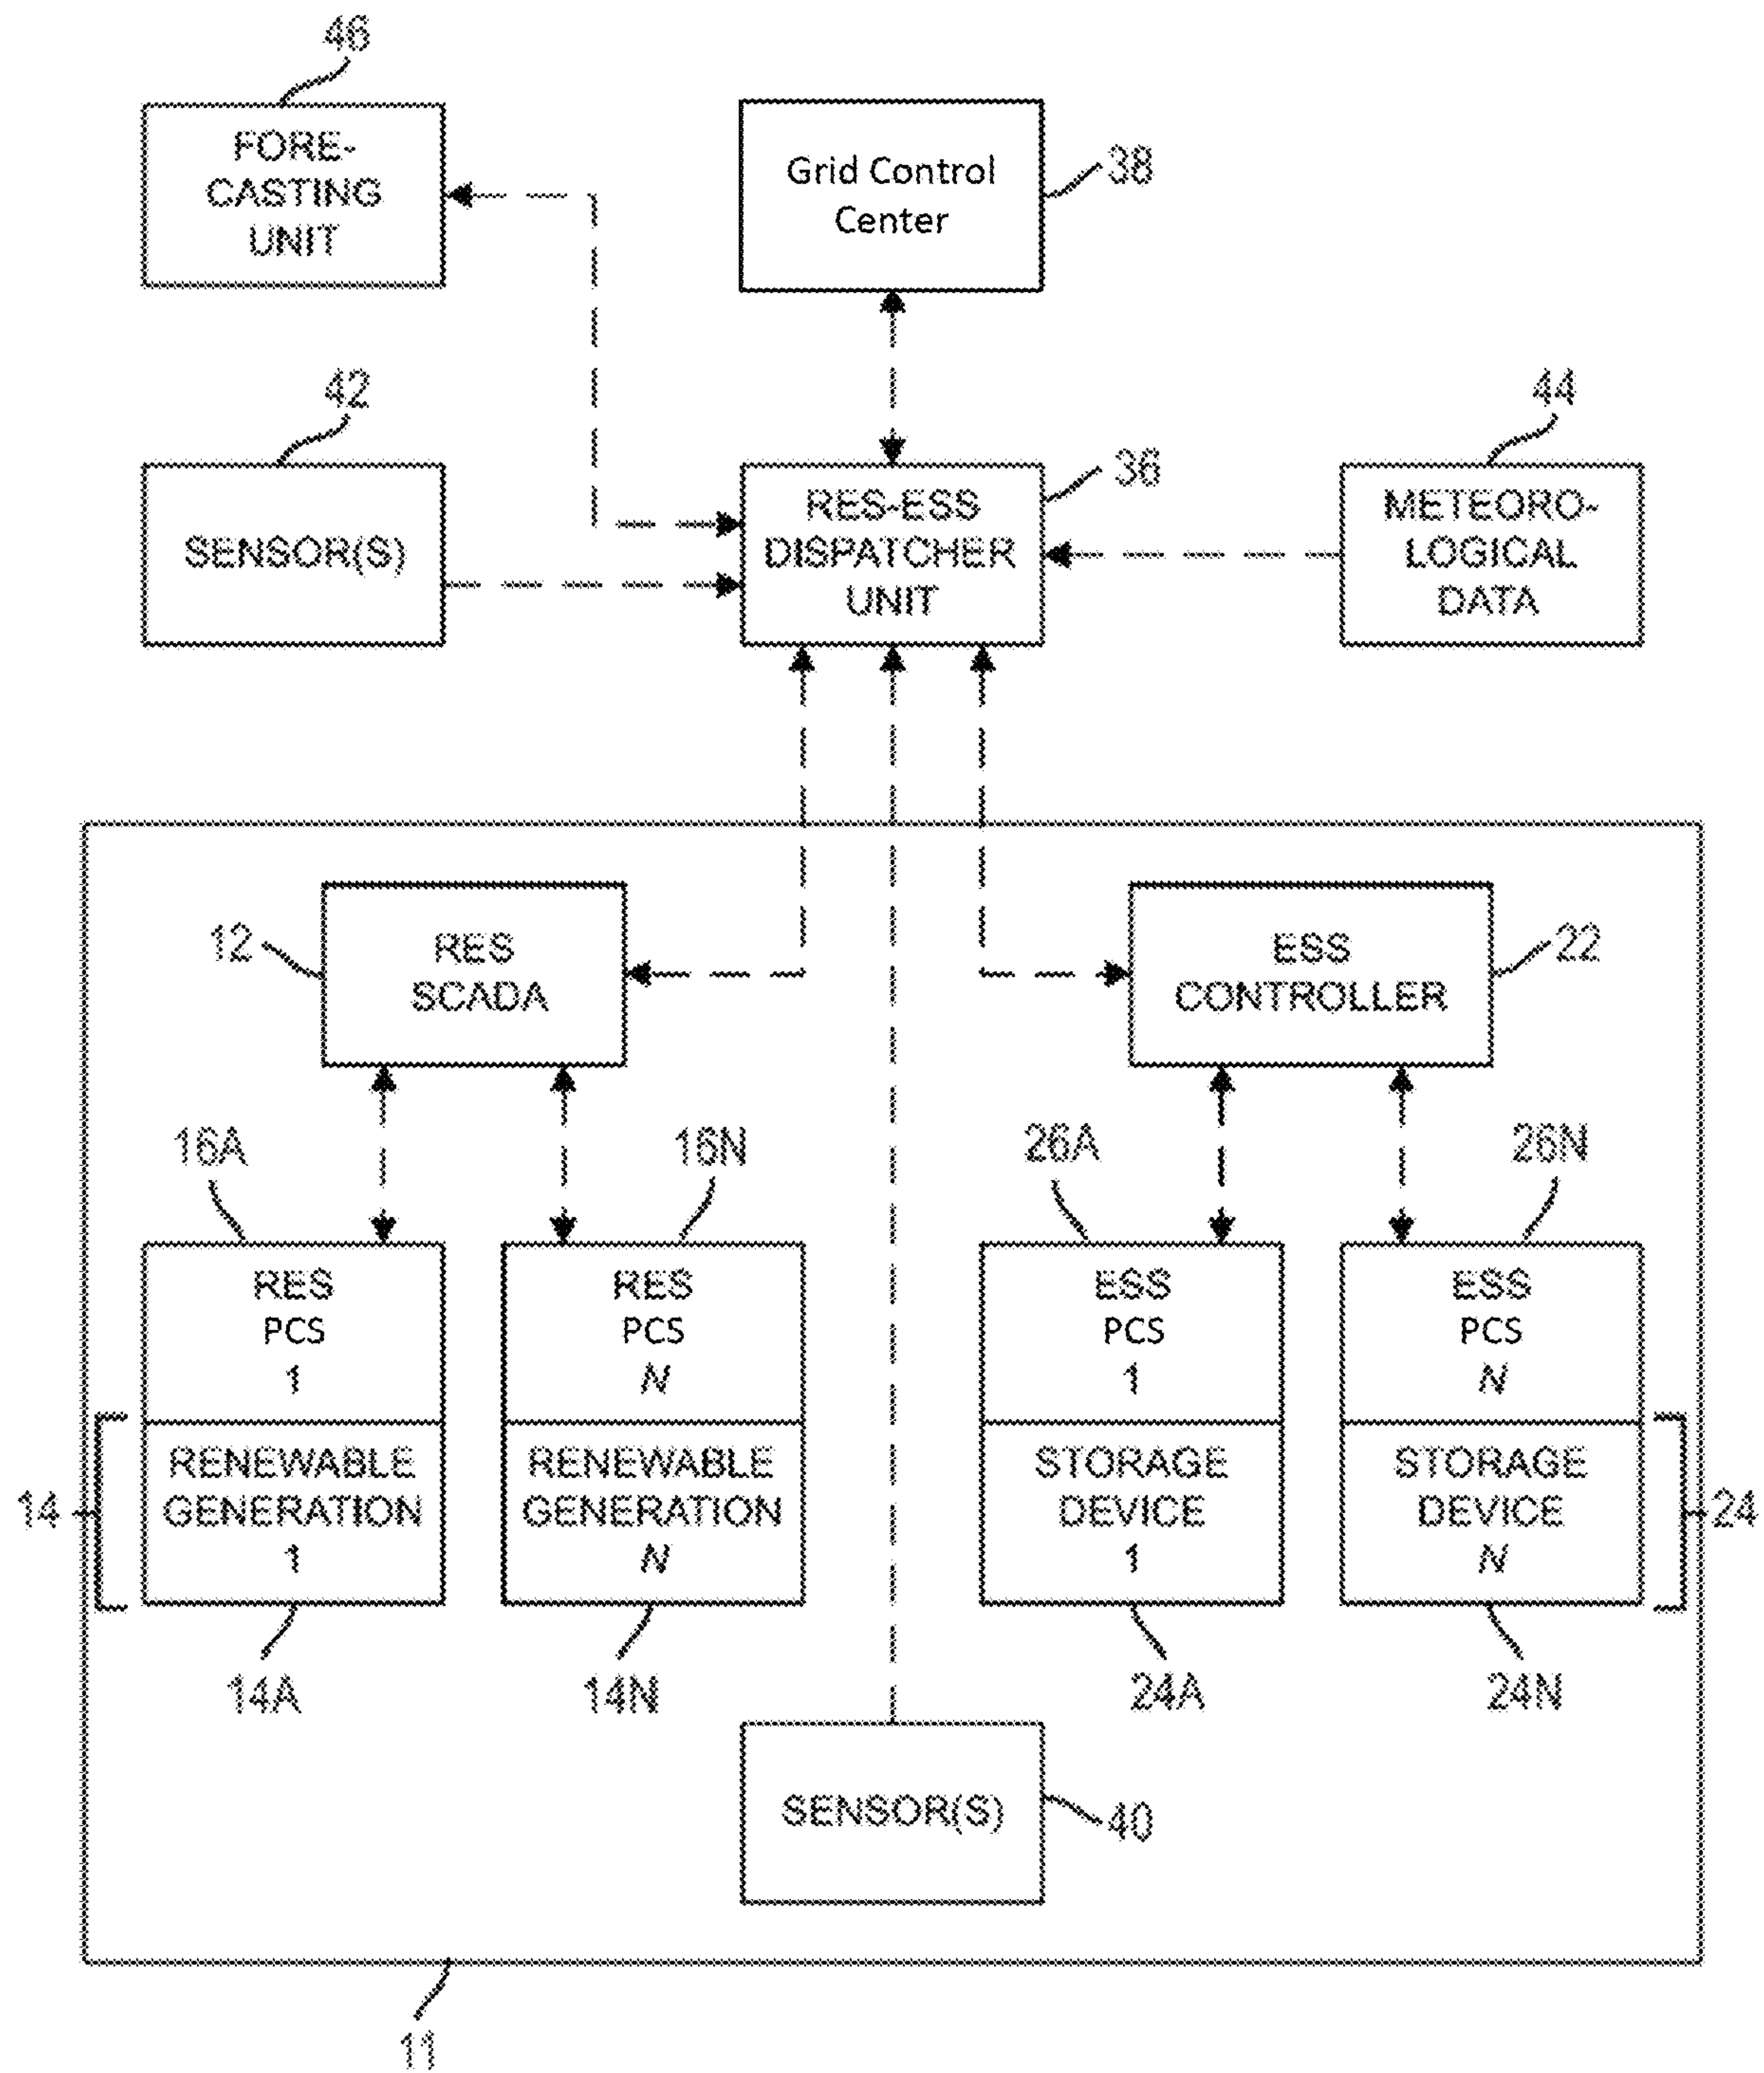 46
FORE-
CASTING
UNIT
Grid Control
Center
38
42
SENSOR(S)
36
RES-ESS
DISPATCHER
UNIT
44
METEORO-
LOGICAL
DATA
12
RES
SCADA
ESS
CONTROLLER
22
16A
16N
26A
26N
RES
PCS
1
RES
PCS
N
ESS
PCS
1
ESS
PCS
N
14
RENEWABLE
GENERATION
1
RENEWABLE
GENERATION
N
STORAGE
DEVICE
1
STORAGE
DEVICE
N
24
14A
14N
24A
24N
SENSOR(S)
40
11